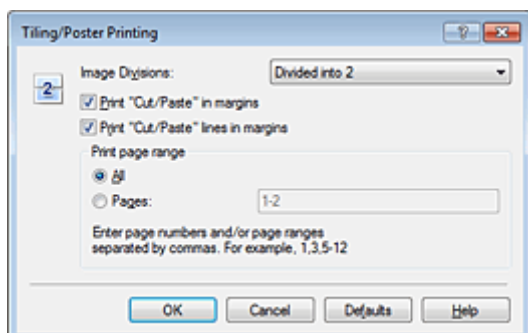 Tiling/Poster Printing
?
Image Divisions: Divided into 2
2
Print "Cut/Paste" in margins
Print "Cut/Paste" lines in margins
Print page range
All
Pages: 1-2
Enter page numbers and/or page ranges
separated by commas. For example, 1,3,5-12
OK Cancel Defaults Help